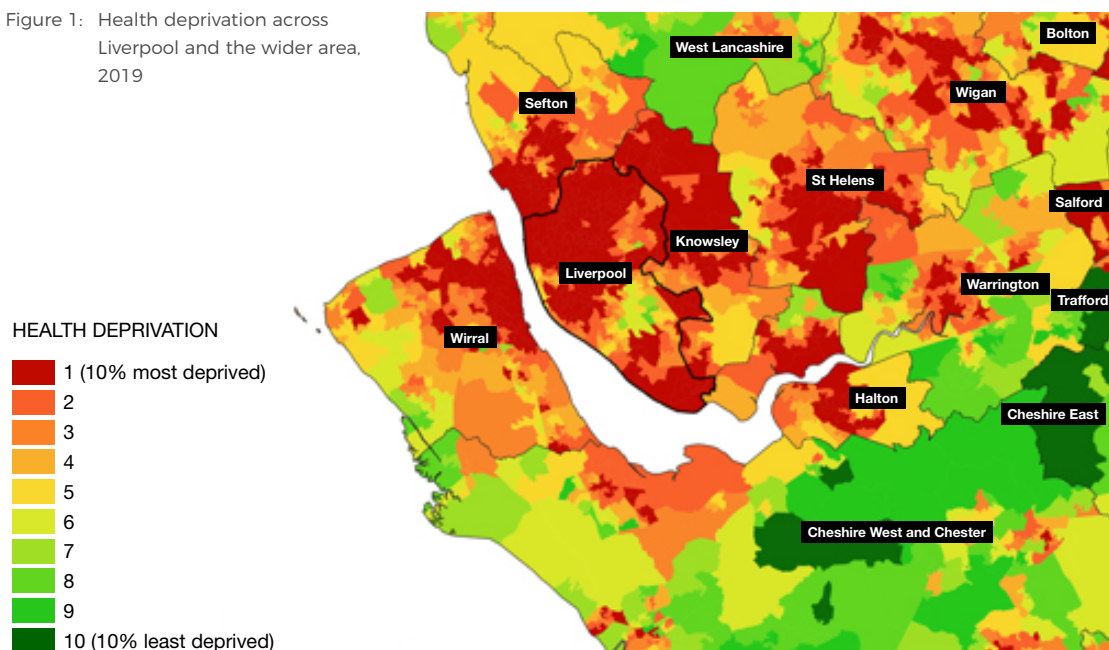 Figure 1: Health deprivation across
Liverpool and the wider area,
2019
West Lancashire
Bolton
Sefton
Wigan
St Helens
Salford
Knowsley
Liverpool
Warrington
Trafford
Wirral
Halton
Cheshire East
Cheshire West and Chester
HEALTH DEPRIVATION
1 (10% most deprived)
2
3
4
5
6
7
8
9
10 (10% least deprived)